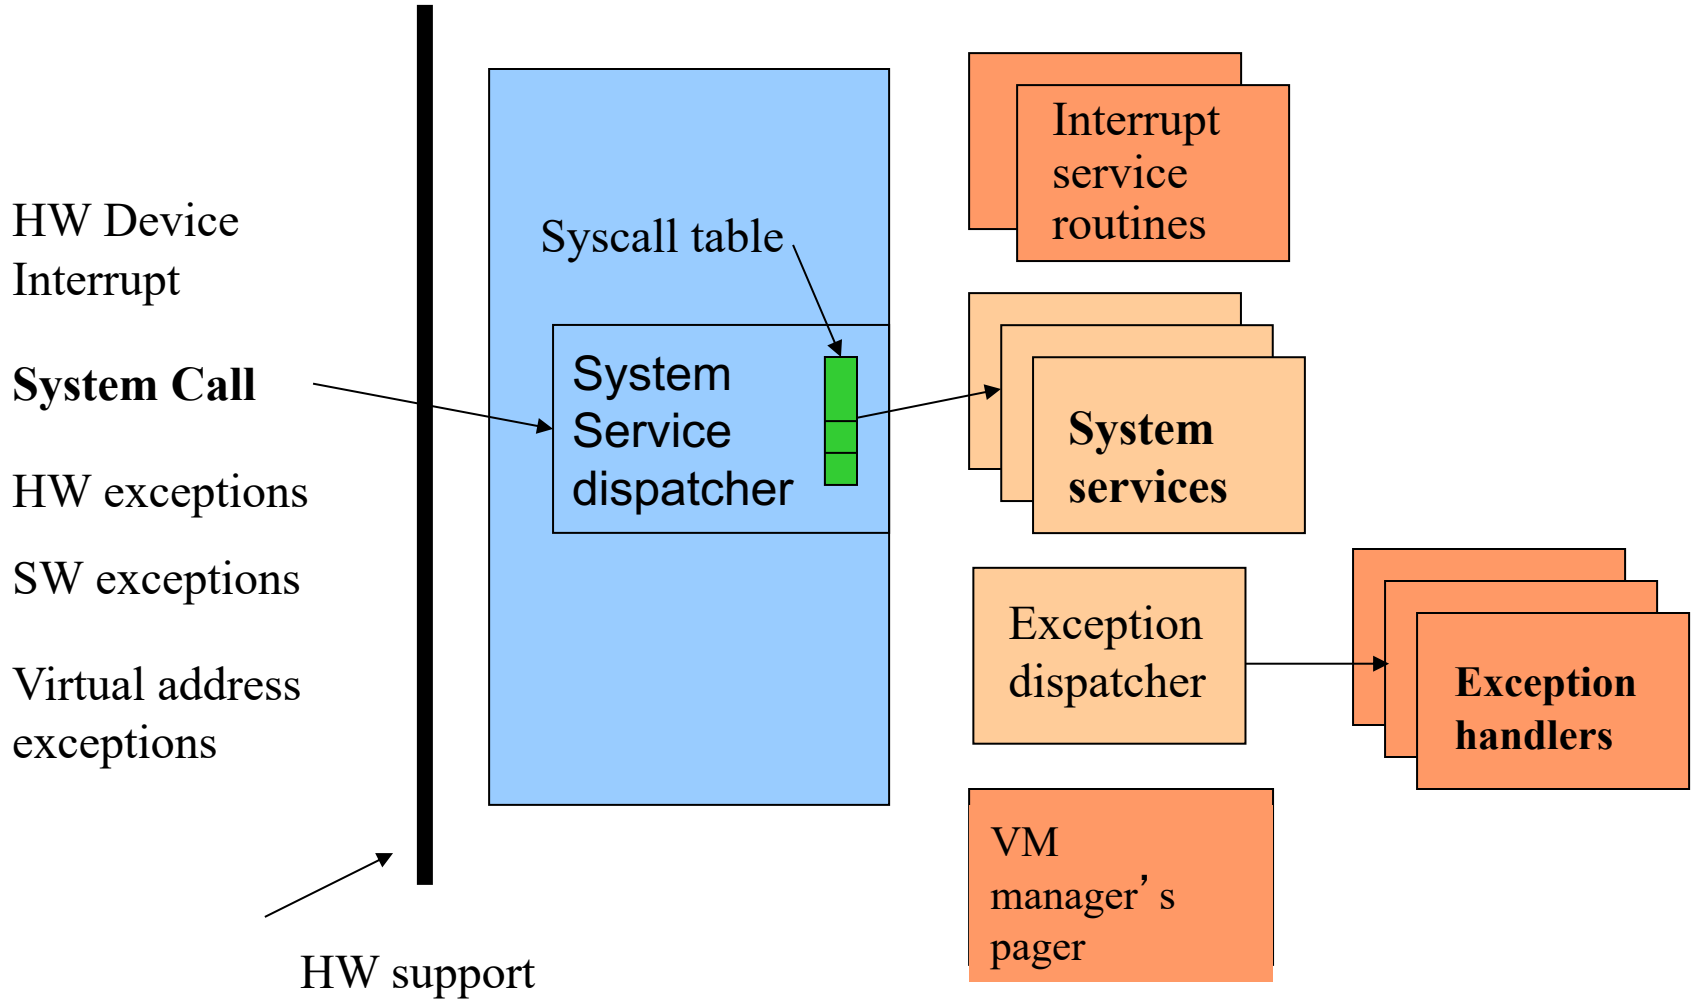 HW Device
Interrupt
System Call
HW exceptions
SW exceptions
Virtual address
exceptions
HW support
Syscall table
System
Service
dispatcher
Interrupt
service
routines
System
services
Exception
dispatcher
Exception
handlers
VM
manager’s
pager